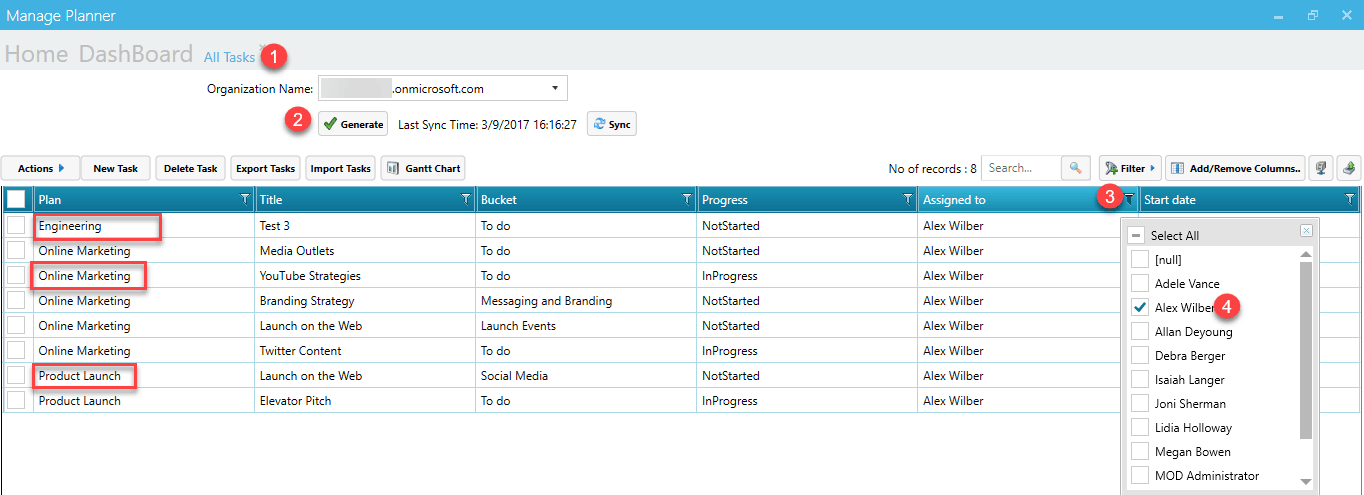 Manage Planner
Home DashBoard All Tasks 1
Organization Name: .onmicrosoft.com
2 Generate Last Sync Time: 3/9/2017 16:16:27 Sync
Actions New Task Delete Task Export Tasks Import Tasks Gantt Chart No of records : 8 Search... Filter Add/Remove Columns..
Plan Title Bucket Progress Assigned to 3 Start date
Engineering Test 3 To do NotStarted Alex Wilber
Online Marketing Media Outlets To do NotStarted Alex Wilber
Online Marketing YouTube Strategies To do InProgress Alex Wilber
Online Marketing Branding Strategy Messaging and Branding NotStarted Alex Wilber
Online Marketing Launch on the Web Launch Events NotStarted Alex Wilber
Online Marketing Twitter Content To do InProgress Alex Wilber
Product Launch Launch on the Web Social Media NotStarted Alex Wilber
Product Launch Elevator Pitch To do InProgress Alex Wilber
Select All
[null]
Adele Vance
Alex Wilber 4
Allan Deyoung
Debra Berger
Isaiah Langer
Joni Sherman
Lidia Holloway
Megan Bowen
MOD Administrator